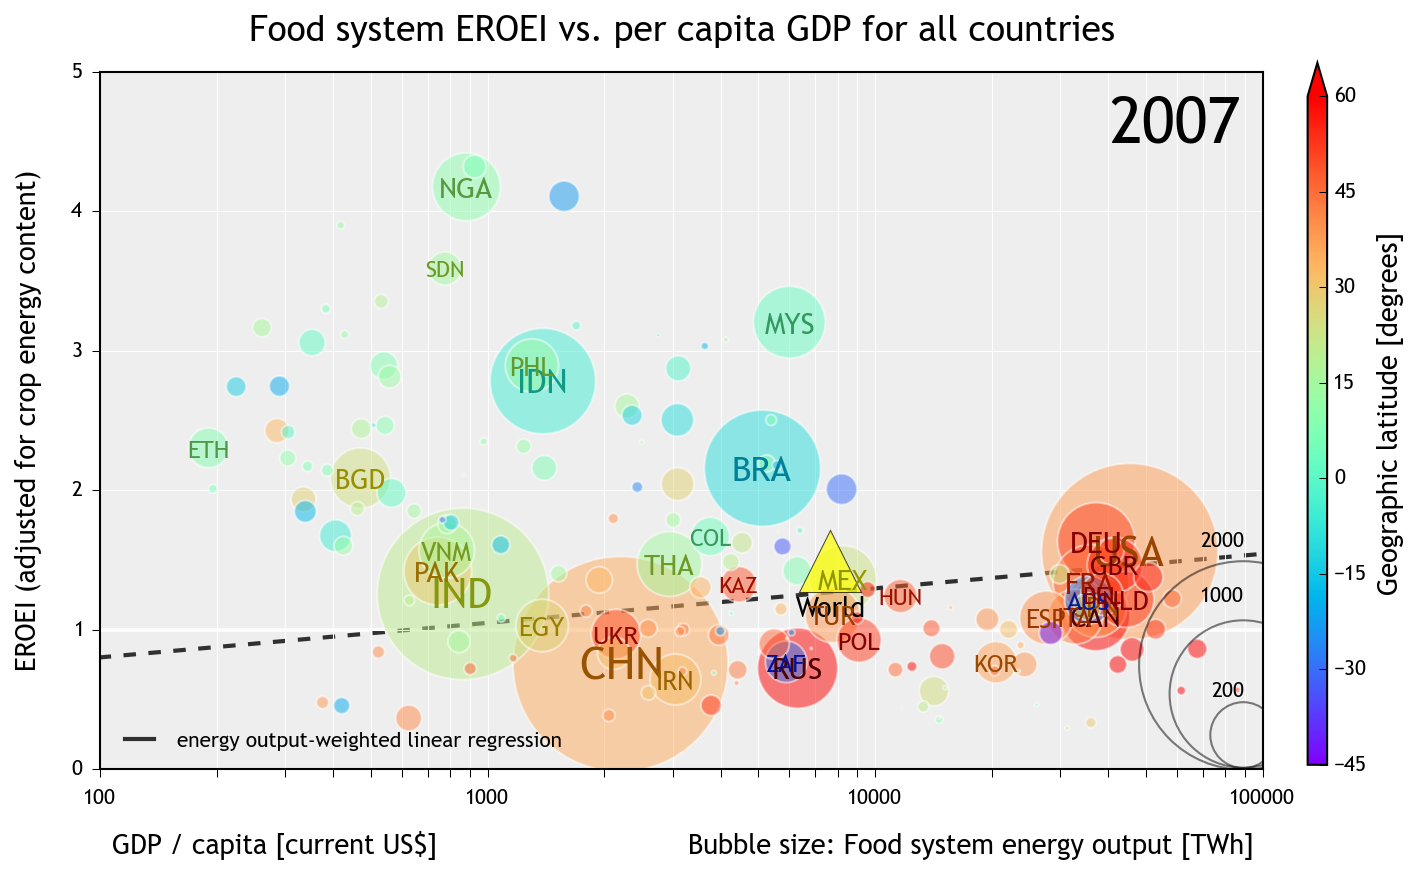 Food system EROEI vs. per capita GDP for all countries
2007
5
4
3
2
1
0
EROEI (adjusted for crop energy content)
NGA
SDN
MYS
PHL
IDN
ETH
BGD
BRA
COL
VNM
THA
PAK
IND
KAZ
MEX
HUN
World
TUR
EGY
UKR
CHN
IRN
POL
ZAF
RUS
KOR
ESP
DEU
USA
GBR
FRA
AUS
NLD
CAN
2000
1000
200
energy output-weighted linear regression
100
1000
10000
100000
GDP / capita [current US$]
Bubble size: Food system energy output [TWh]
60
45
30
15
0
−15
−30
−45
Geographic latitude [degrees]